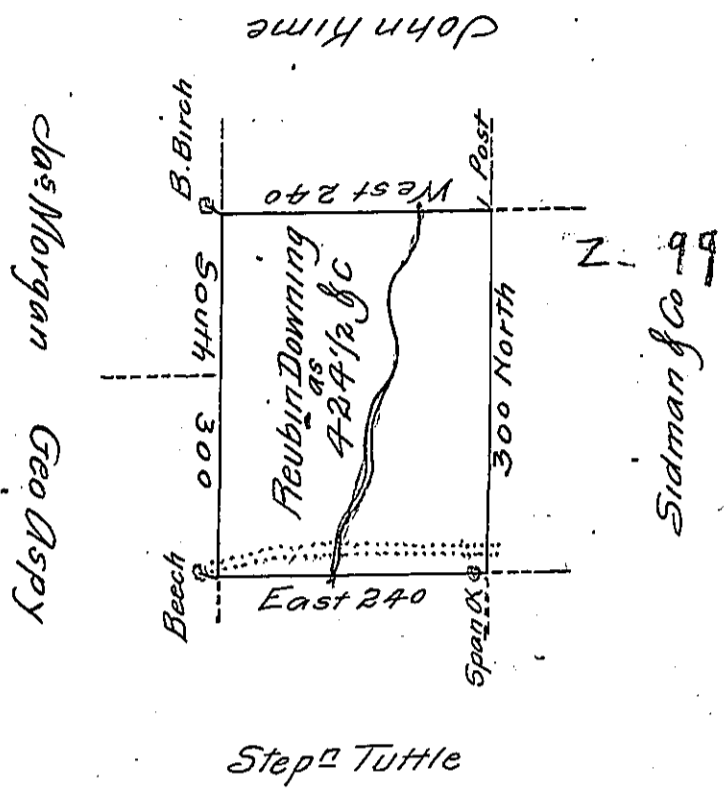 John Kime
B. Birch
Post
West 240
Z- 99
Jas Morgan
South 300
Reubin Downing
as
424 1/2 &c
300 North
Sidman & Co
Geo Aspy
Beech
East 240
Span O
Stepn Tuttle